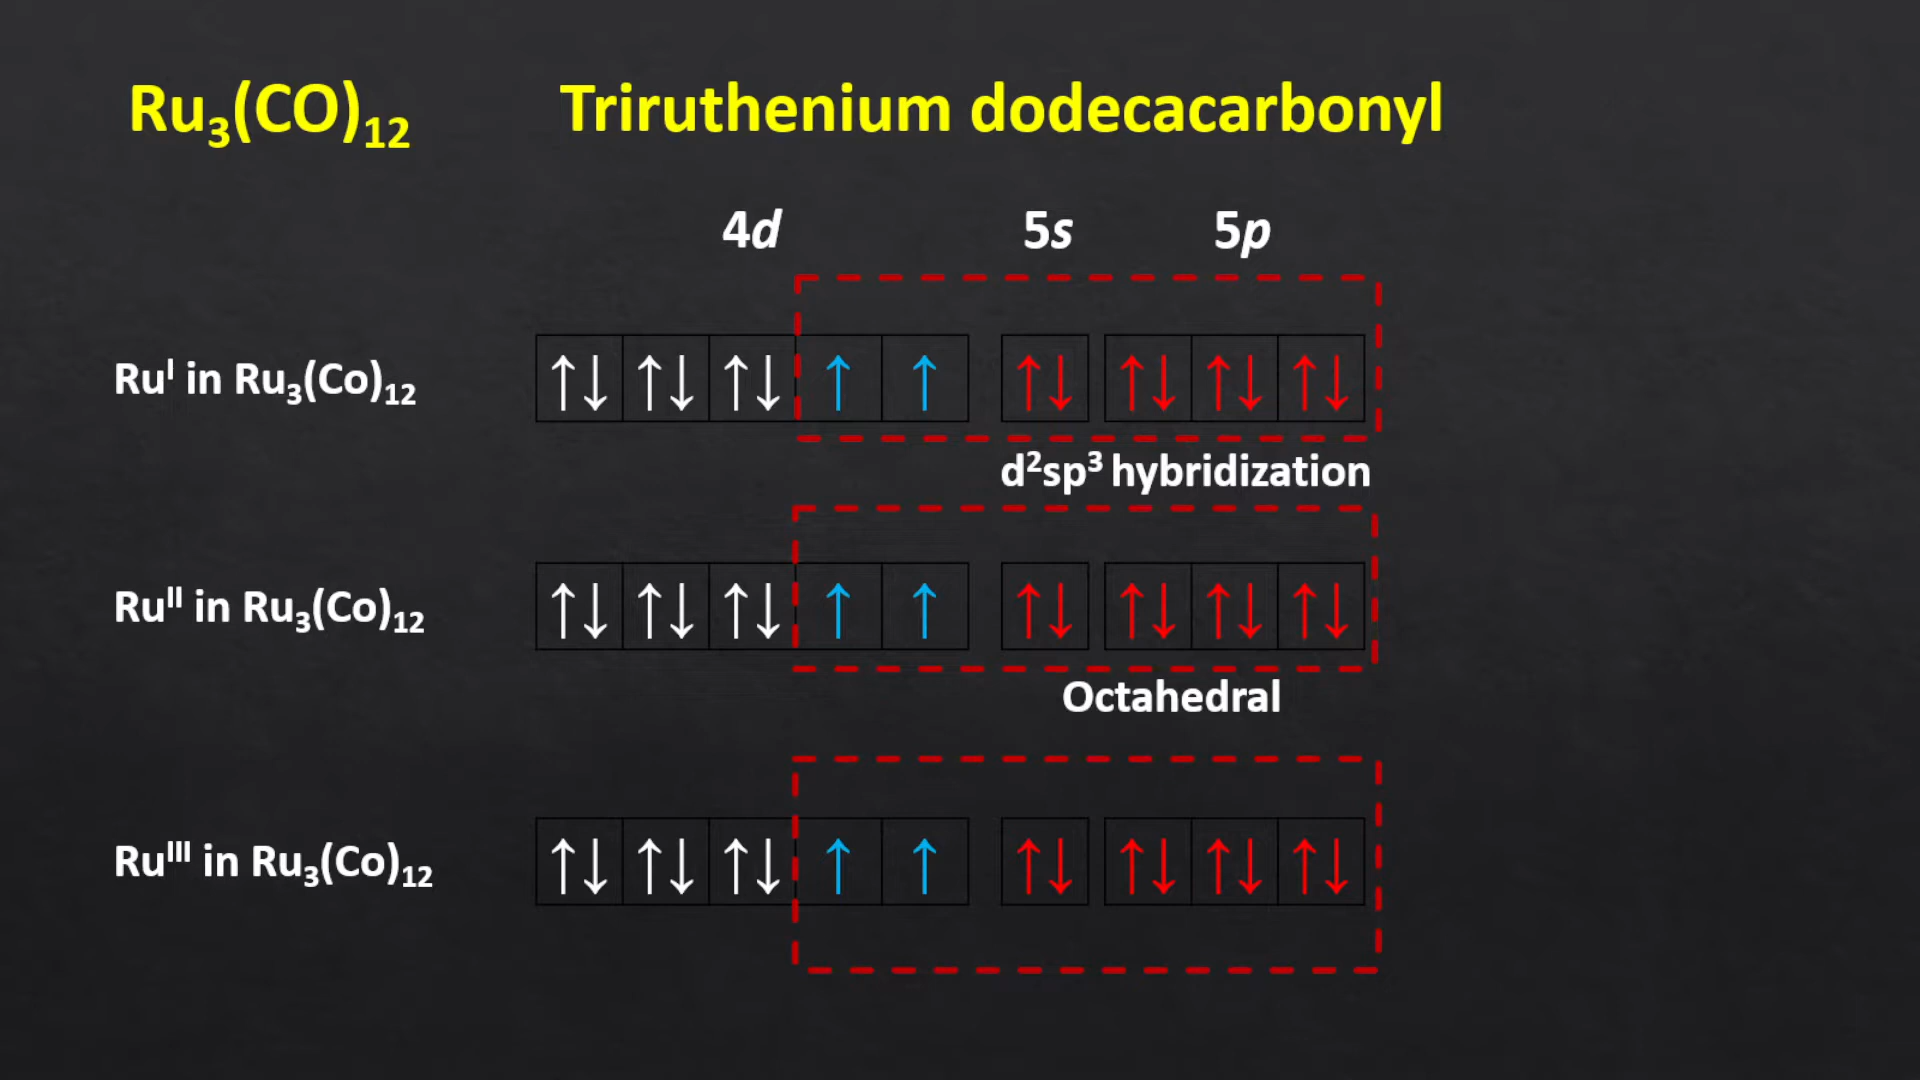 Ru₃(CO)₁₂ Triruthenium dodecacarbonyl
4d 5s 5p
Ruᴵ in Ru₃(Co)₁₂ ↑↓ ↑↓ ↑↓ ↑ ↑ ↑↓ ↑↓ ↑↓ ↑↓
d²sp³ hybridization
Ruᴵᴵ in Ru₃(Co)₁₂ ↑↓ ↑↓ ↑↓ ↑ ↑ ↑↓ ↑↓ ↑↓ ↑↓
Octahedral
Ruᴵᴵᴵ in Ru₃(Co)₁₂ ↑↓ ↑↓ ↑↓ ↑ ↑ ↑↓ ↑↓ ↑↓ ↑↓